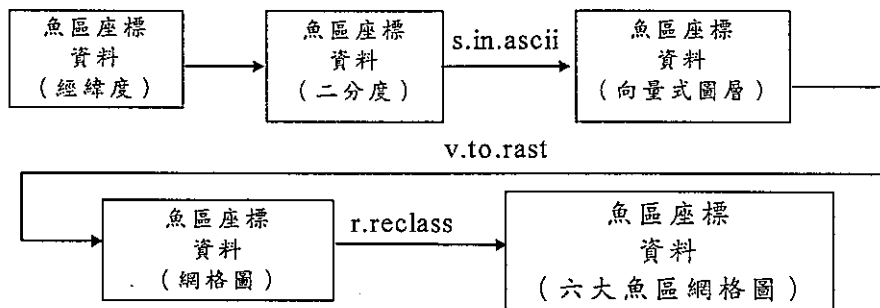 魚區座標
資料
(經緯度)
魚區座標
資料
(二分度)
s.in.ascii
魚區座標
資料
(向量式圖層)
v.to.rast
魚區座標
資料
(網格圖)
r.reclass
魚區座標
資料
(六大魚區網格圖)